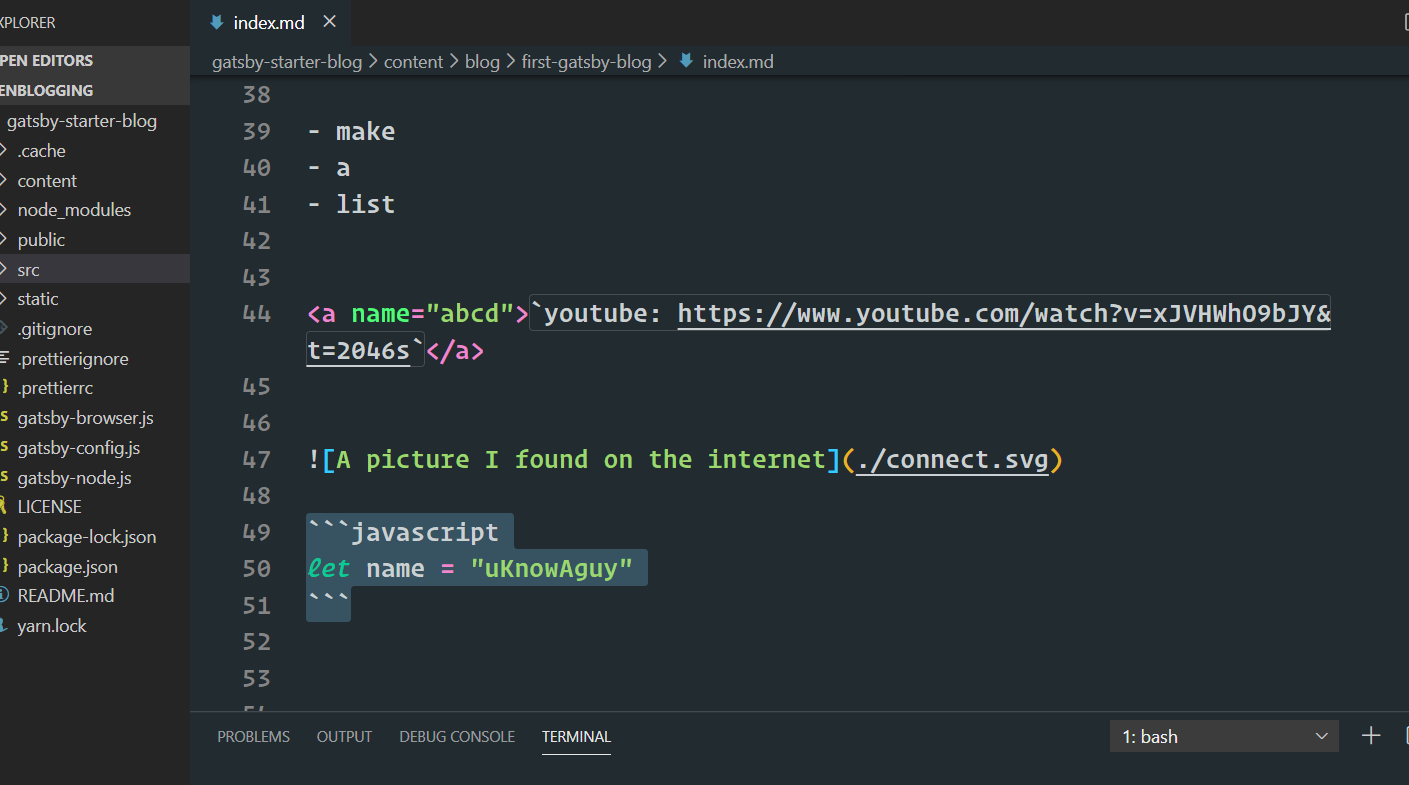 XPLORER
PEN EDITORS
ENBLOGGING
gatsby-starter-blog
.cache
content
node_modules
public
src
static
.gitignore
.prettierignore
.prettierrc
gatsby-browser.js
gatsby-config.js
gatsby-node.js
LICENSE
package-lock.json
package.json
README.md
yarn.lock
index.md
gatsby-starter-blog > content > blog > first-gatsby-blog > index.md
38
39 - make
40 - a
41 - list
42
43
44 <a name="abcd">`youtube: https://www.youtube.com/watch?v=xJVHWhO9bJY&
t=2046s`</a>
45
46
47 ![A picture I found on the internet](./connect.svg)
48
49 ```javascript
50 let name = "uKnowAguy"
51 ```
52
53
PROBLEMS OUTPUT DEBUG CONSOLE TERMINAL 1: bash